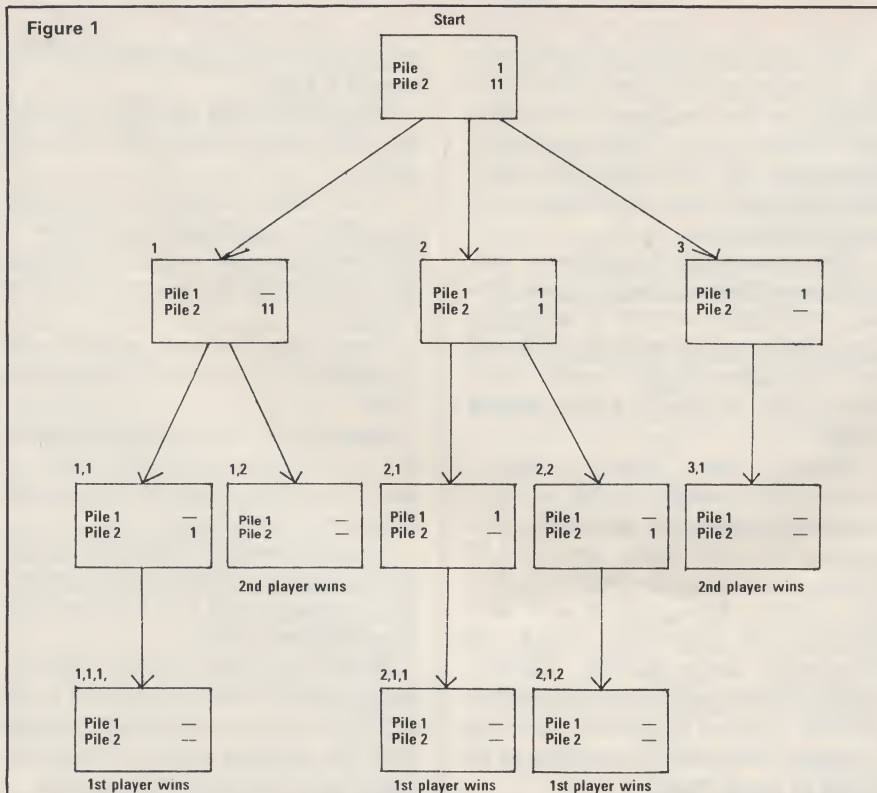 Figure 1
Start
Pile 1
Pile 2 11
1
2
3
Pile 1 —
Pile 2 11
Pile 1 1
Pile 2 1
Pile 1 1
Pile 2 —
1,1
1,2
2,1
2,2
3,1
Pile 1 —
Pile 2 1
Pile 1 —
Pile 2 —
Pile 1 1
Pile 2 —
Pile 1 —
Pile 2 1
Pile 1 —
Pile 2 —
2nd player wins
2nd player wins
1,1,1,
2,1,1
2,1,2
Pile 1 —
Pile 2 --
Pile 1 —
Pile 2 —
Pile 1 —
Pile 2 —
1st player wins
1st player wins
1st player wins